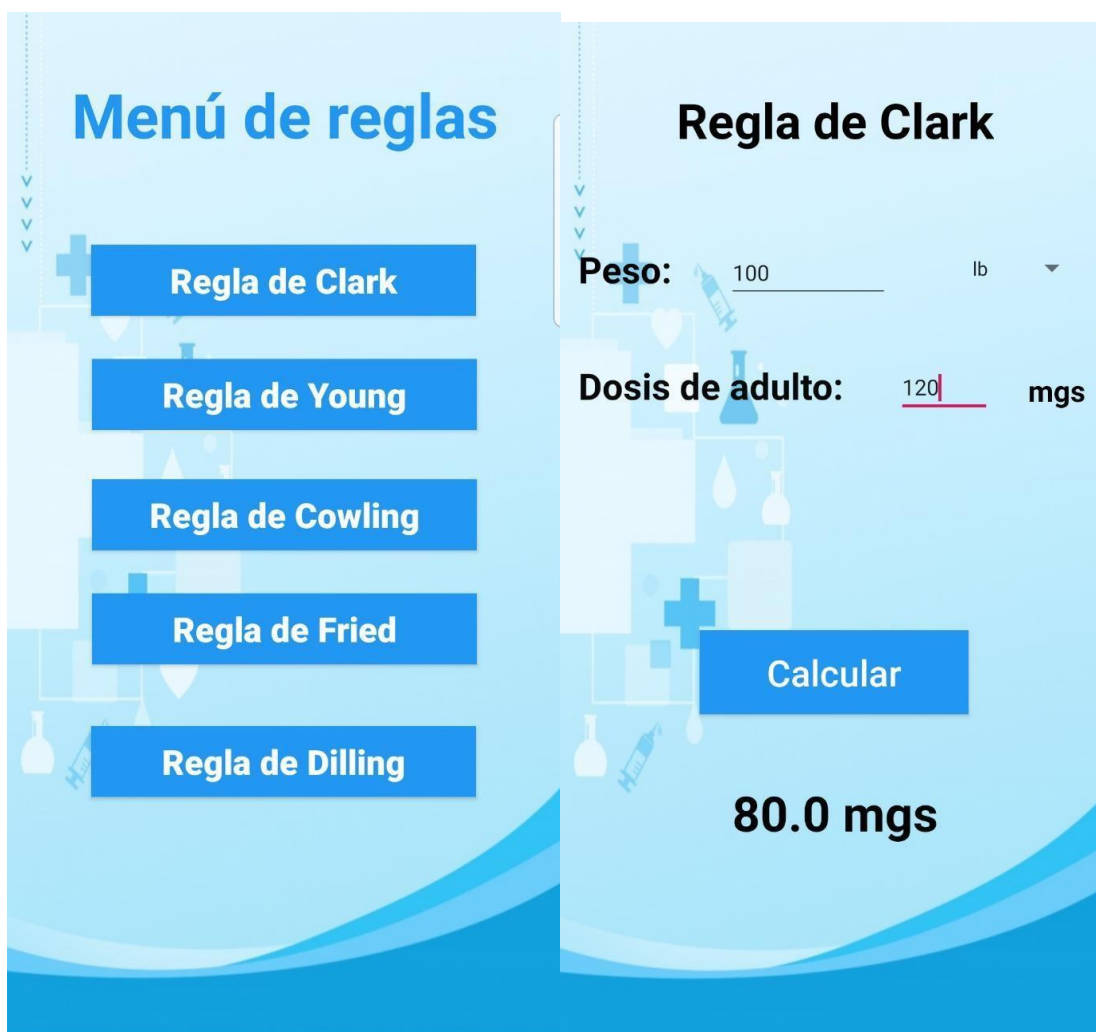 Menú de reglas
Regla de Clark
Regla de Young
Regla de Cowling
Regla de Fried
Regla de Dilling
Regla de Clark
Peso: 100 lb
Dosis de adulto: 120 mgs
Calcular
80.0 mgs